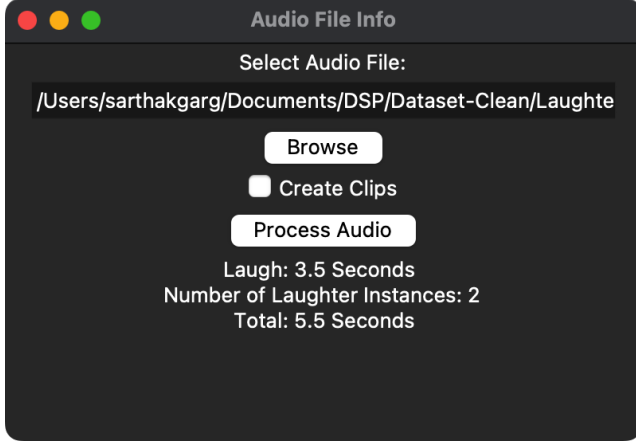 Audio File Info
Select Audio File:
/Users/sarthakgarg/Documents/DSP/Dataset-Clean/Laughte
Browse
Create Clips
Process Audio
Laugh: 3.5 Seconds
Number of Laughter Instances: 2
Total: 5.5 Seconds